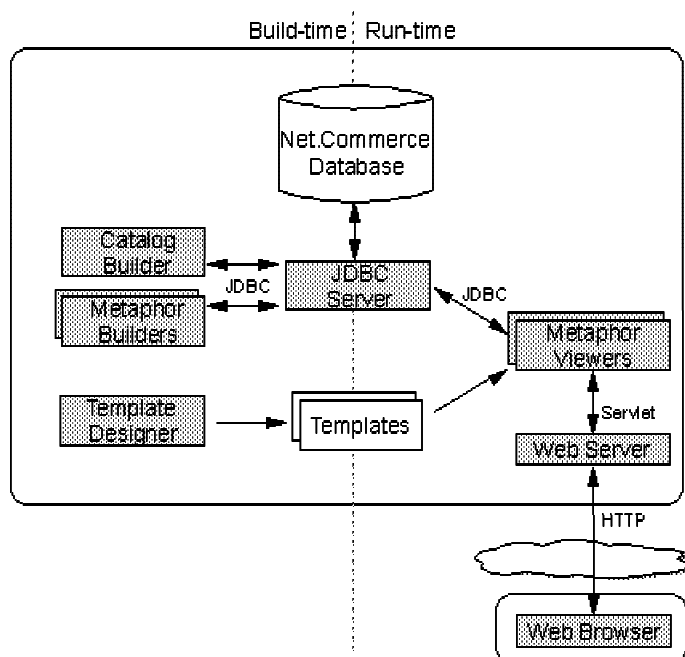 Build-time
Run-time
Net.Commerce
Database
Catalog
Builder
JDBC
Server
JDBC
JDBC
Metaphor
Builders
Metaphor
Viewers
Template
Designer
Templates
Servlet
Web Server
HTTP
Web Browser